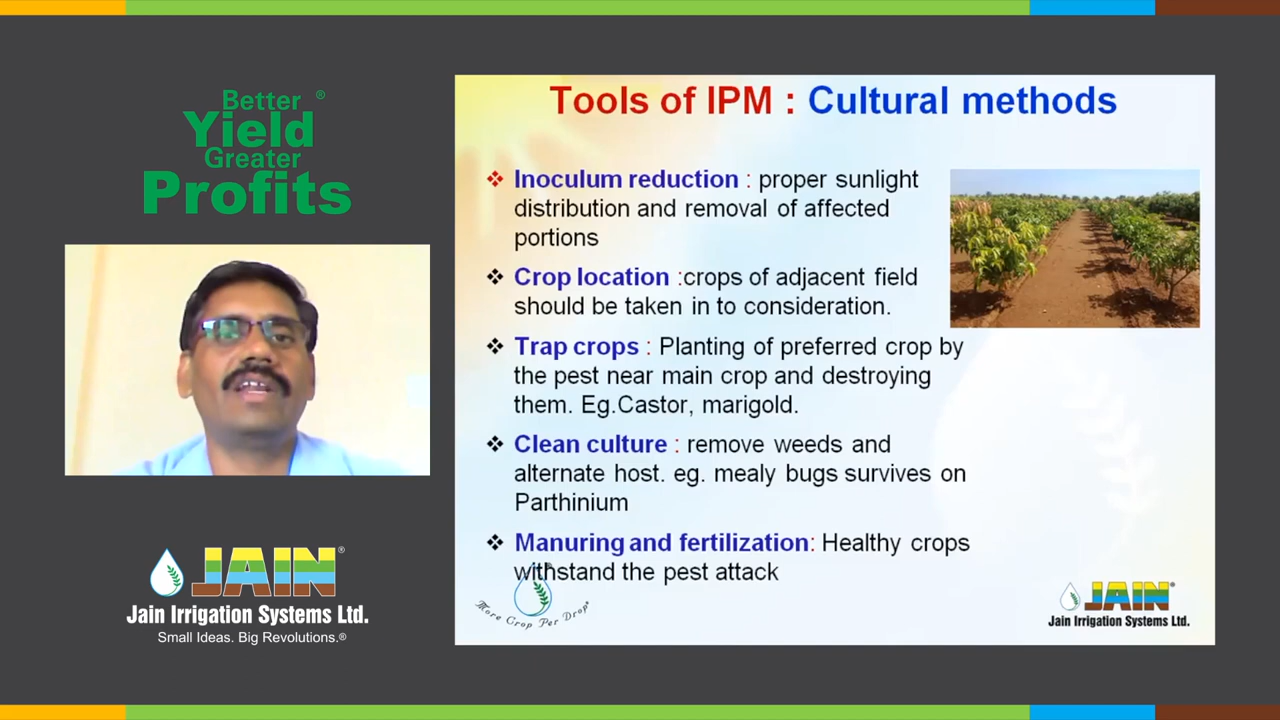 Better ®
Yield
Greater
Profits
JAIN®
Jain Irrigation Systems Ltd.
Small Ideas. Big Revolutions.®
Tools of IPM : Cultural methods
Inoculum reduction : proper sunlight
distribution and removal of affected
portions
Crop location :crops of adjacent field
should be taken in to consideration.
Trap crops : Planting of preferred crop by
the pest near main crop and destroying
them. Eg.Castor, marigold.
Clean culture : remove weeds and
alternate host. eg. mealy bugs survives on
Parthinium
Manuring and fertilization: Healthy crops
withstand the pest attack
More Crop Per Drop®
JAIN®
Jain Irrigation Systems Ltd.